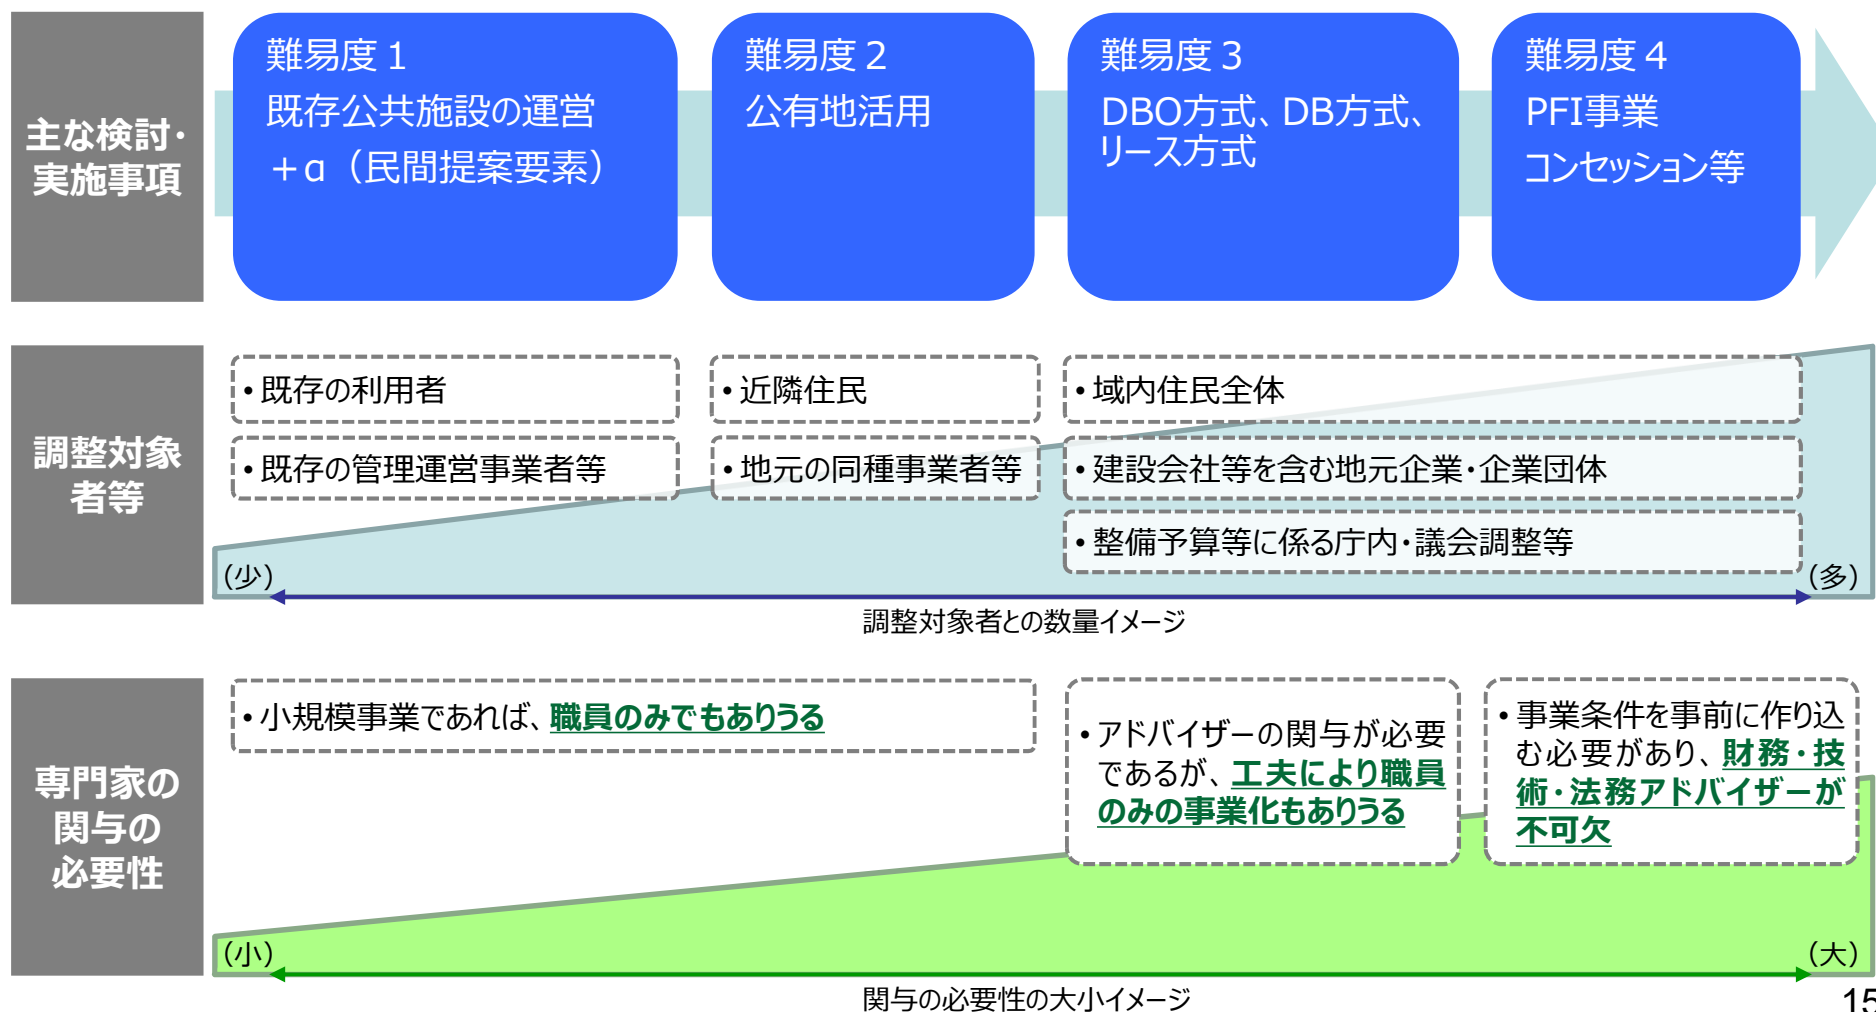 主な検討・
実施事項
難易度１
既存公共施設の運営
＋α（民間提案要素）
難易度２
公有地活用
難易度３
DBO方式、DB方式、
リース方式
難易度４
PFI事業
コンセッション等
調整対象
者等
•既存の利用者
•既存の管理運営事業者等
•近隣住民
•地元の同種事業者等
•域内住民全体
•建設会社等を含む地元企業・企業団体
•整備予算等に係る庁内・議会調整等
（少）
（多）
調整対象者との数量イメージ
専門家の
関与の
必要性
•小規模事業であれば、職員のみでもありうる
•アドバイザーの関与が必要
であるが、工夫により職員
のみの事業化もありうる
•事業条件を事前に作り込
む必要があり、財務・技
術・法務アドバイザーが
不可欠
（小）
（大）
関与の必要性の大小イメージ
15